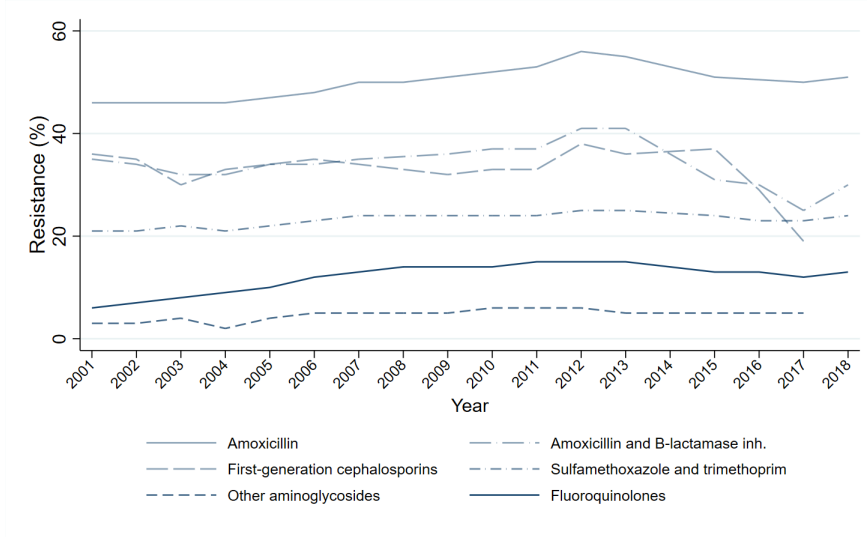 60
40
20
0
Resistance (%)
2001 2002 2003 2004 2005 2006 2007 2008 2009 2010 2011 2012 2013 2014 2015 2016 2017 2018
Year
Amoxicillin
Amoxicillin and B-lactamase inh.
First-generation cephalosporins
Sulfamethoxazole and trimethoprim
Other aminoglycosides
Fluoroquinolones